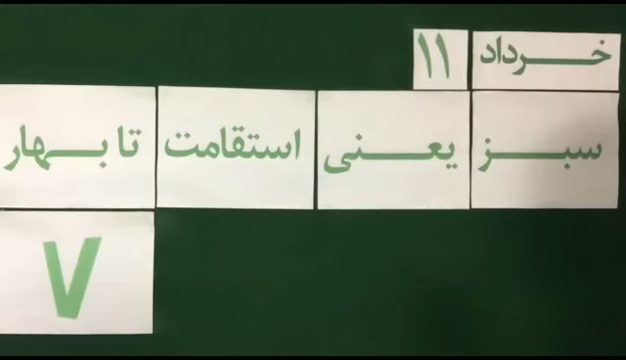 خرداد ۱۱
سبز یعنی استقامت تا بهار
۷